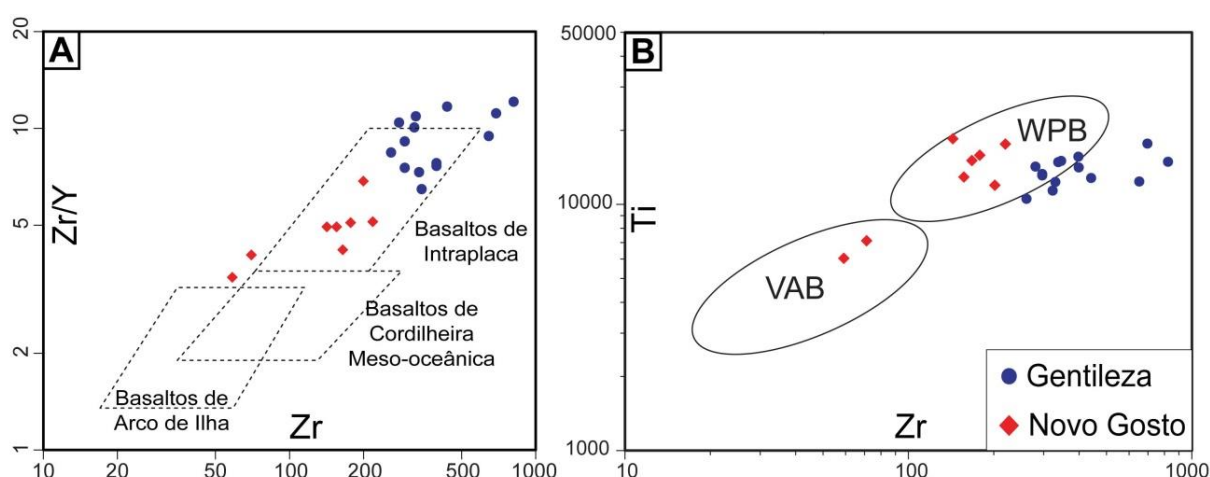 A
20
10
5
2
1
Zr/Y
Basaltos de
Intraplaca
Basaltos de
Cordilheira
Meso-oceânica
Basaltos de
Arco de Ilha
Zr
10
20
50
100
200
500
1000
B
50000
10000
1000
Ti
WPB
VAB
Zr
10
100
1000
Gentileza
Novo Gosto